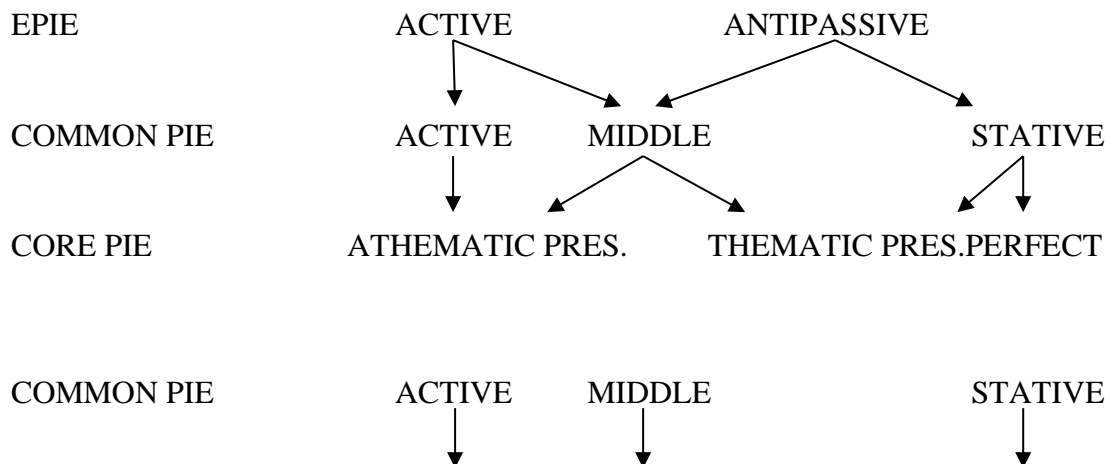 EPIE ACTIVE ANTIPASSIVE
COMMON PIE ACTIVE MIDDLE STATIVE
CORE PIE ATHEMATIC PRES. THEMATIC PRES.PERFECT
COMMON PIE ACTIVE MIDDLE STATIVE